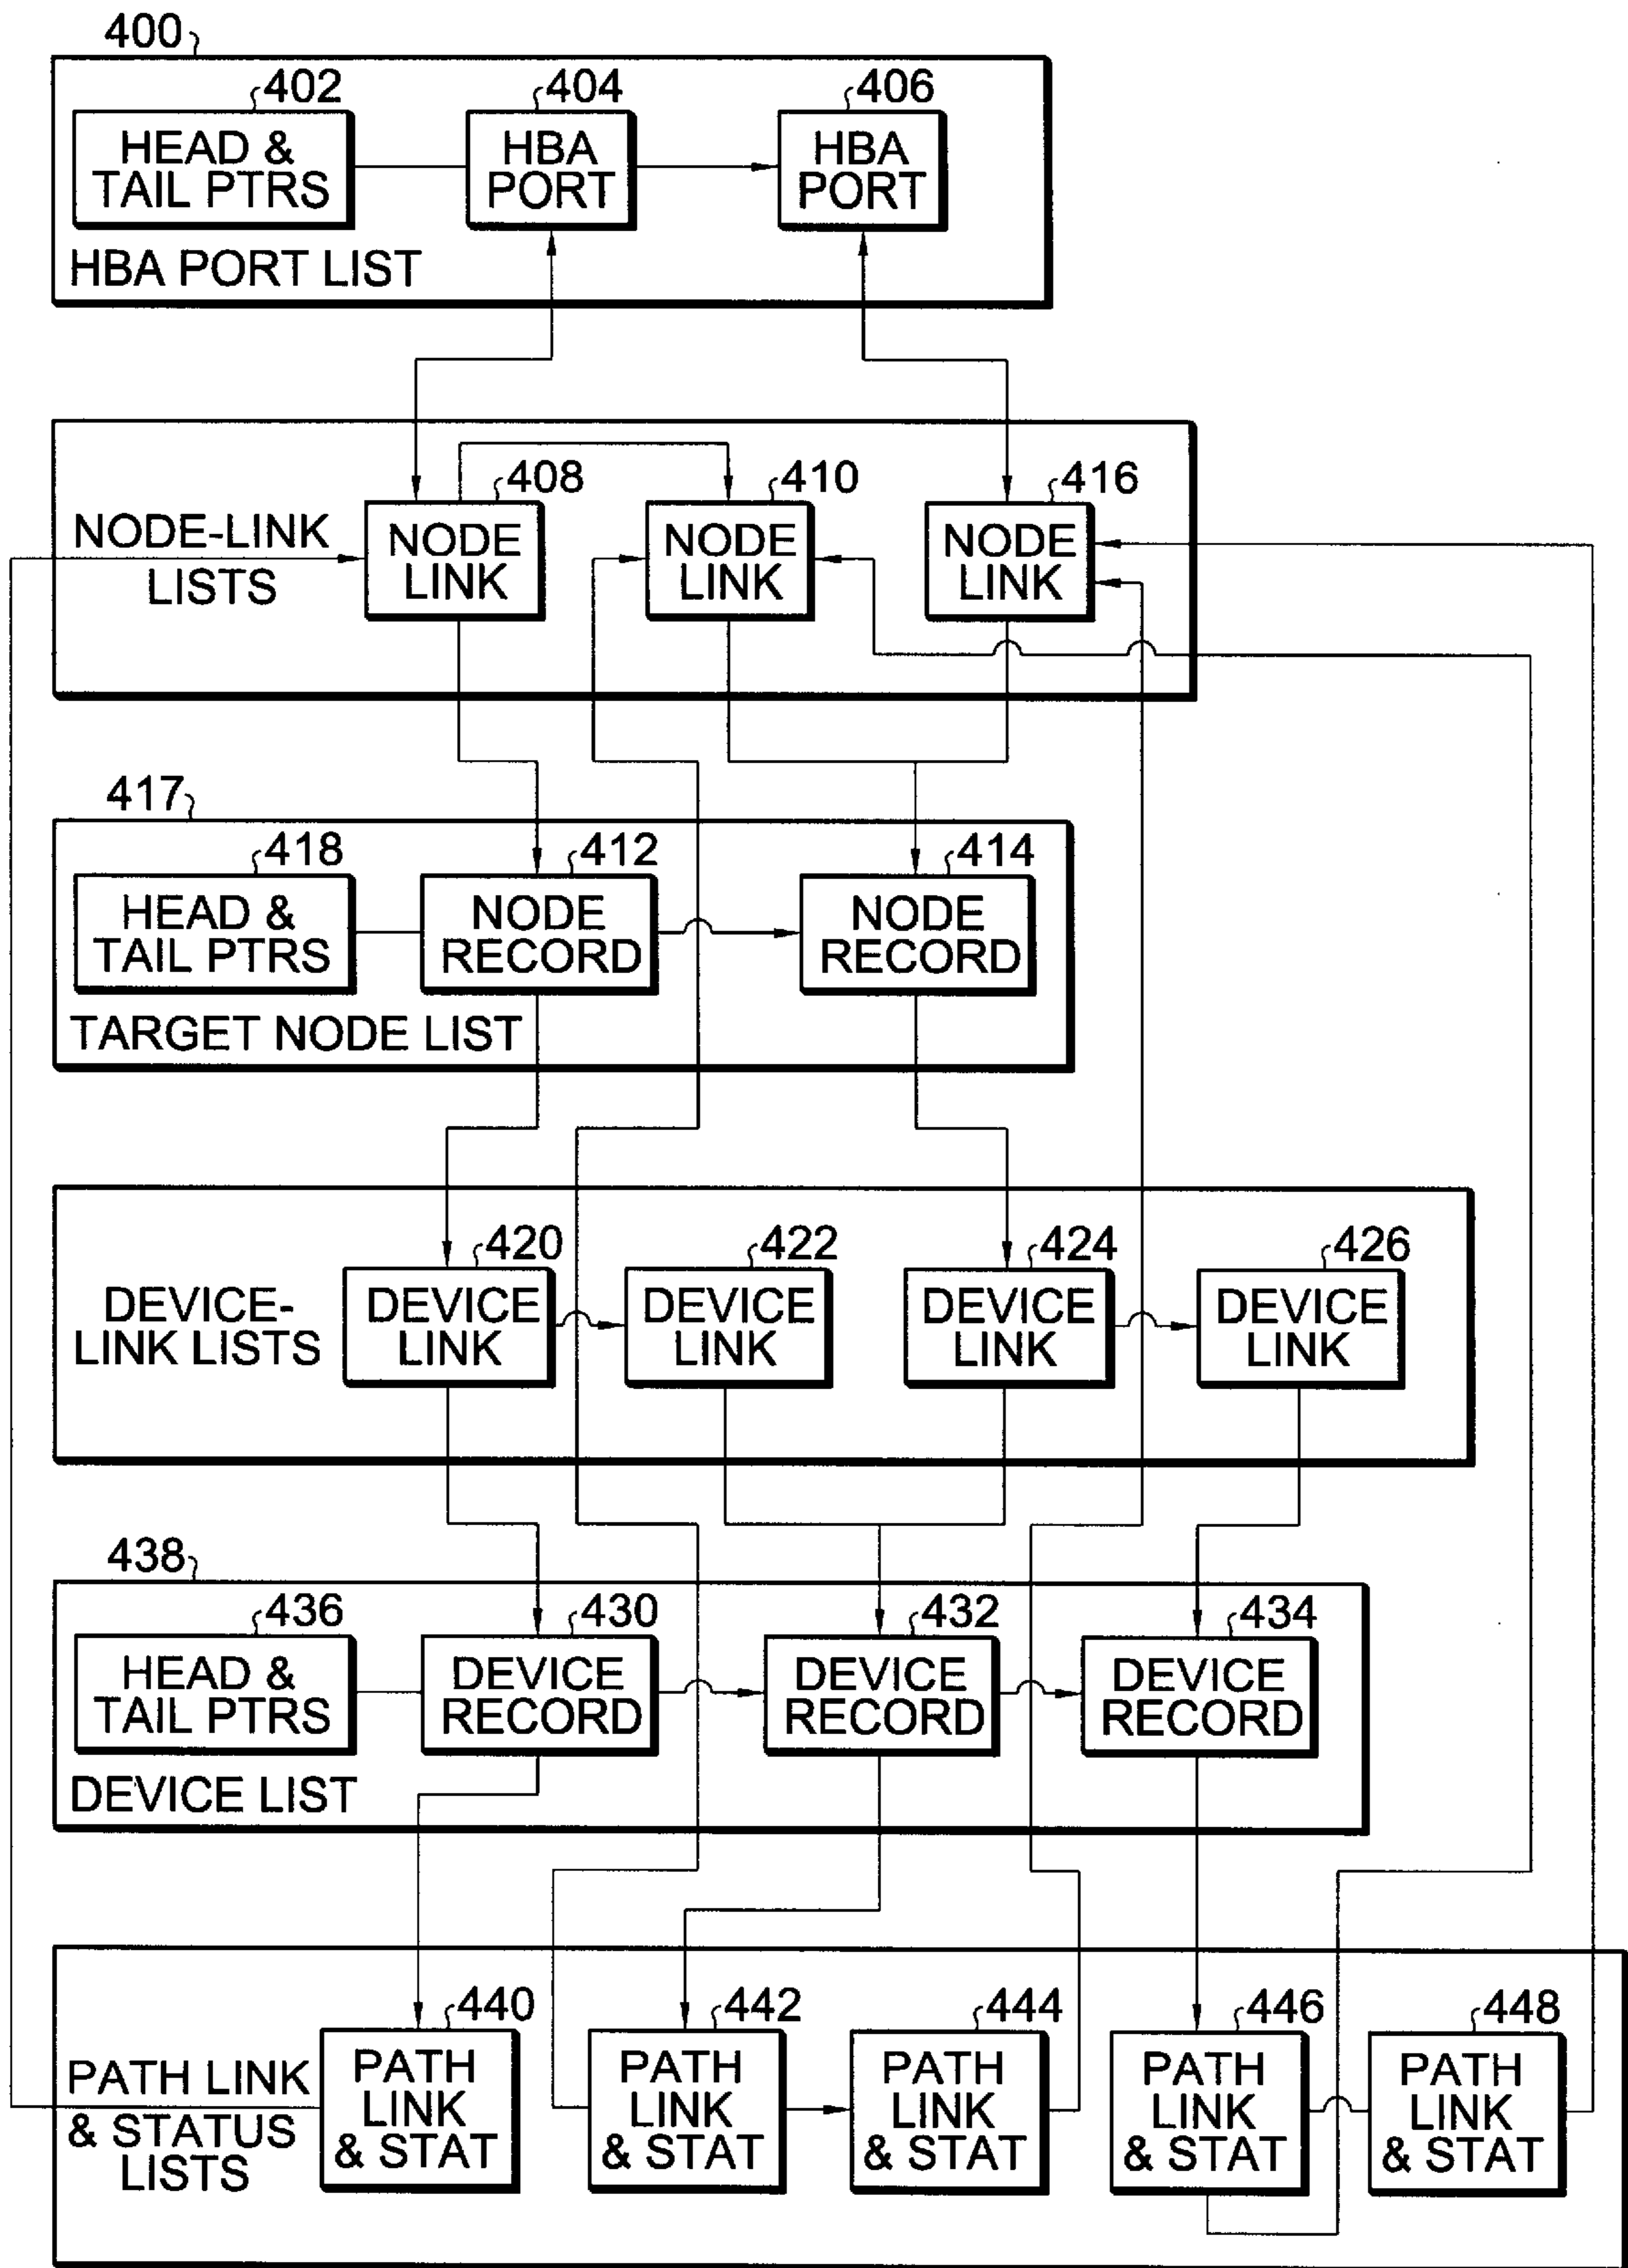 400
402
404
406
HEAD &
TAIL PTRS
HBA
PORT
HBA
PORT
HBA PORT LIST
408
410
416
NODE-LINK
LISTS
NODE
LINK
NODE
LINK
NODE
LINK
417
418
412
414
HEAD &
TAIL PTRS
NODE
RECORD
NODE
RECORD
TARGET NODE LIST
420
422
424
426
DEVICE-
LINK LISTS
DEVICE
LINK
DEVICE
LINK
DEVICE
LINK
DEVICE
LINK
438
436
430
432
434
HEAD &
TAIL PTRS
DEVICE
RECORD
DEVICE
RECORD
DEVICE
RECORD
DEVICE LIST
440
442
444
446
448
PATH LINK
& STATUS
LISTS
PATH
LINK
& STAT
PATH
LINK
& STAT
PATH
LINK
& STAT
PATH
LINK
& STAT
PATH
LINK
& STAT